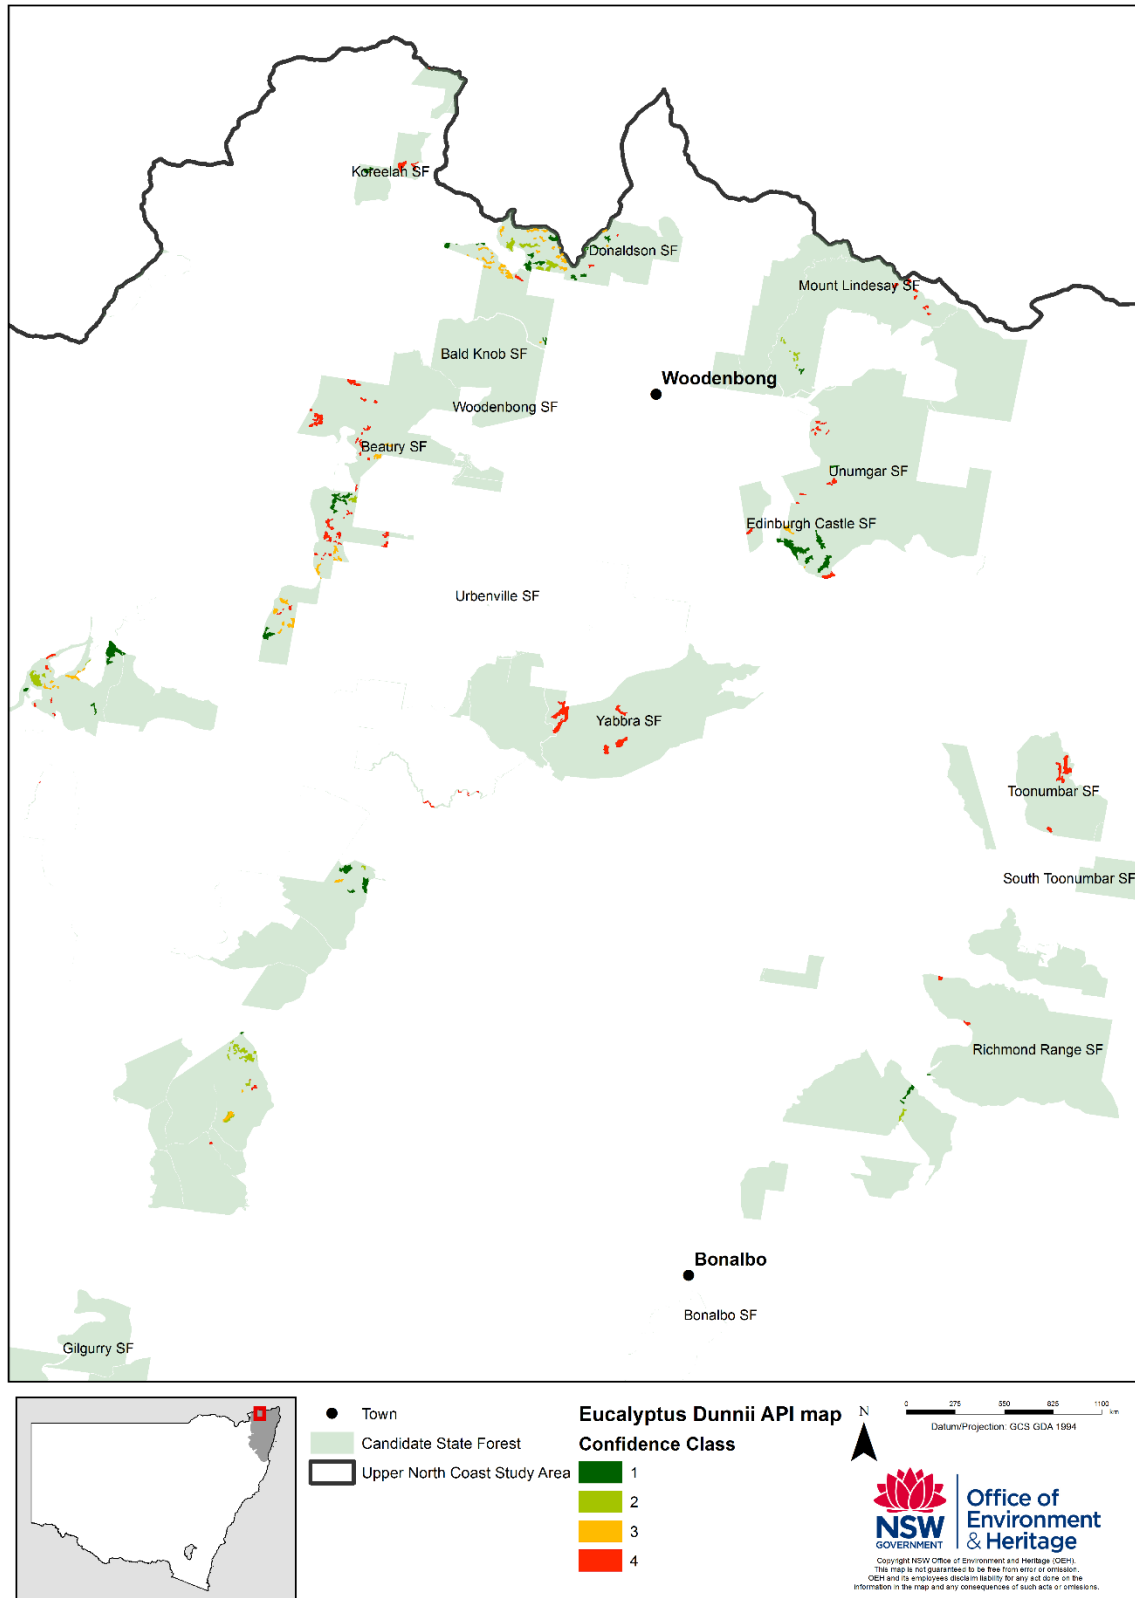 Koreelah SF
Donaldson SF
Mount Lindesay SF
Bald Knob SF
Woodenbong
Woodenbong SF
Beaury SF
Unumgar SF
Edinburgh Castle SF
Urbenville SF
Yabbra SF
Toonumbar SF
South Toonumbar SF
Richmond Range SF
Bonalbo
Bonalbo SF
Gilgurry SF
Town
Candidate State Forest
Upper North Coast Study Area
Eucalyptus Dunnii API map
Confidence Class
1
2
3
4
N
0 275 550 825 1100
km
Datum/Projection: GCS GDA 1994
NSW
GOVERNMENT
Office of
Environment
& Heritage
Copyright NSW Office of Environment and Heritage (OEH).
This map is not guaranteed to be free from error or omission.
OEH and its employees disclaim liability for any act done on the
information in the map and any consequences of such acts or omissions.